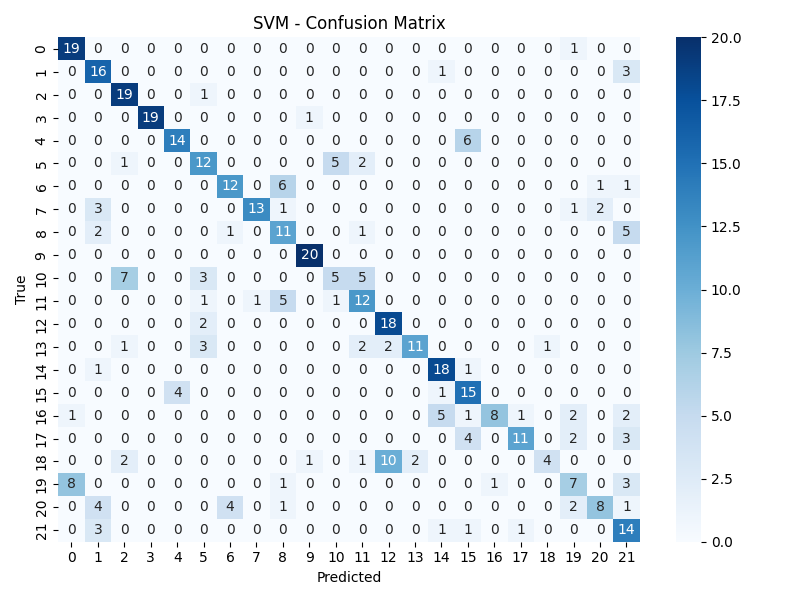 SVM - Confusion Matrix
True
0 19 0 0 0 0 0 0 0 0 0 0 0 0 0 0 0 0 0 0 1 0 0
1 0 16 0 0 0 0 0 0 0 0 0 0 0 0 1 0 0 0 0 0 0 3
2 0 0 19 0 0 1 0 0 0 0 0 0 0 0 0 0 0 0 0 0 0 0
3 0 0 0 19 0 0 0 0 0 1 0 0 0 0 0 0 0 0 0 0 0 0
4 0 0 0 0 14 0 0 0 0 0 0 0 0 0 0 6 0 0 0 0 0 0
5 0 0 1 0 0 12 0 0 0 0 5 2 0 0 0 0 0 0 0 0 0 0
6 0 0 0 0 0 0 12 0 6 0 0 0 0 0 0 0 0 0 0 0 1 1
7 0 3 0 0 0 0 0 13 1 0 0 0 0 0 0 0 0 0 0 1 2 0
8 0 2 0 0 0 0 1 0 11 0 0 1 0 0 0 0 0 0 0 0 0 5
9 0 0 0 0 0 0 0 0 0 20 0 0 0 0 0 0 0 0 0 0 0 0
10 0 0 7 0 0 3 0 0 0 0 5 5 0 0 0 0 0 0 0 0 0 0
11 0 0 0 0 0 1 0 1 5 0 1 12 0 0 0 0 0 0 0 0 0 0
12 0 0 0 0 0 2 0 0 0 0 0 0 18 0 0 0 0 0 0 0 0 0
13 0 0 1 0 0 3 0 0 0 0 0 2 2 11 0 0 0 0 1 0 0 0
14 0 1 0 0 0 0 0 0 0 0 0 0 0 0 18 1 0 0 0 0 0 0
15 0 0 0 0 4 0 0 0 0 0 0 0 0 0 1 15 0 0 0 0 0 0
16 1 0 0 0 0 0 0 0 0 0 0 0 0 0 5 1 8 1 0 2 0 2
17 0 0 0 0 0 0 0 0 0 0 0 0 0 0 0 4 0 11 0 2 0 3
18 0 0 2 0 0 0 0 0 0 1 0 1 10 2 0 0 0 0 4 0 0 0
19 8 0 0 0 0 0 0 0 1 0 0 0 0 0 0 0 1 0 0 7 0 3
20 0 4 0 0 0 0 4 0 1 0 0 0 0 0 0 0 0 0 0 2 8 1
21 0 3 0 0 0 0 0 0 0 0 0 0 0 0 1 1 0 1 0 0 0 14
0 1 2 3 4 5 6 7 8 9 10 11 12 13 14 15 16 17 18 19 20 21
Predicted
20.0
17.5
15.0
12.5
10.0
7.5
5.0
2.5
0.0